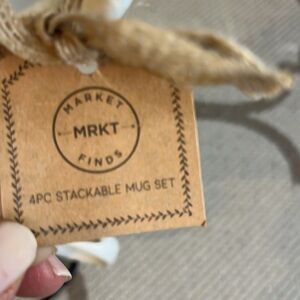 MARKET
MRKT
FINDS
4PC STACKABLE MUG SET